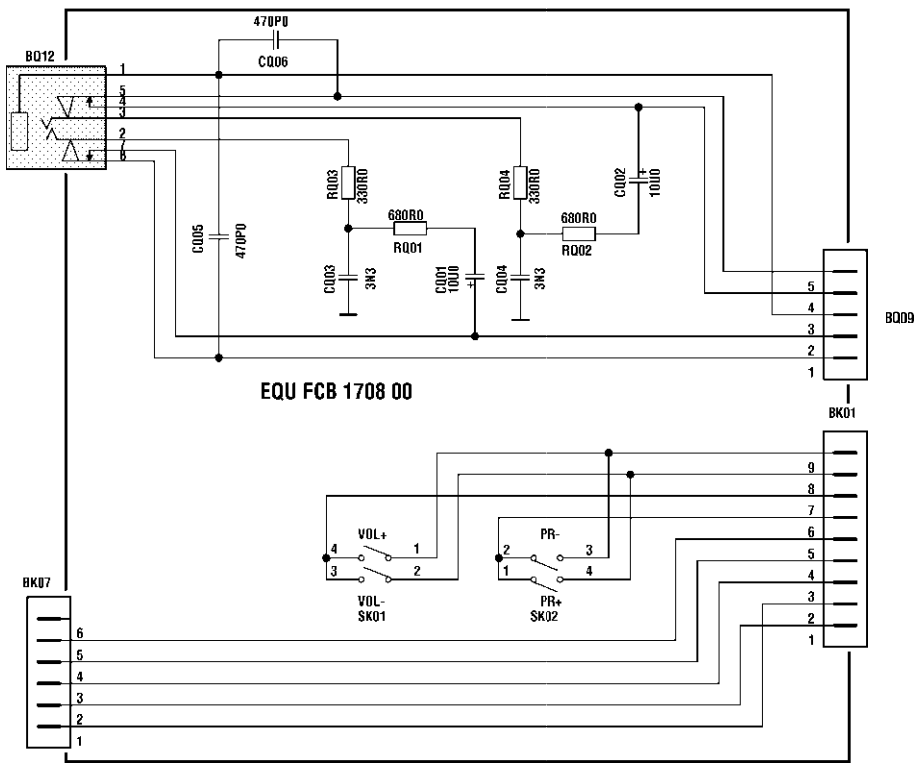 470P0
CQ06
BQ12
1
5
4
3
2
7
6
RQ03
330R0
RQ04
330R0
CQ02
10U0
680R0
RQ01
680R0
RQ02
CQ05
470P0
CQ03
3N3
CQ01
10U0
CQ04
3N3
5
4
3
2
1
BQ09
EQU FCB 1708 00
BK01
9
8
7
6
5
4
3
2
1
VOL+
4
1
3
2
VOL-
SK01
PR-
2
3
1
4
PR+
SK02
BK07
6
5
4
3
2
1